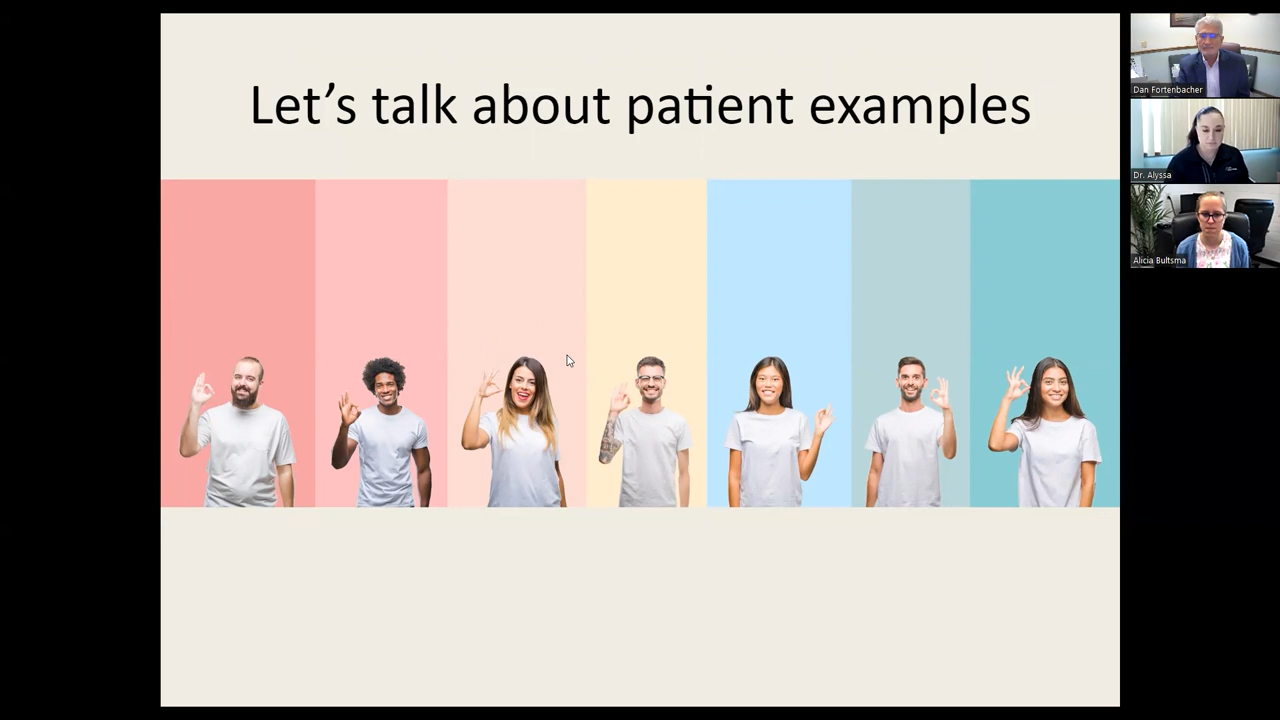 Let’s talk about patient examples
Dan Fortenbacher
Dr. Alyssa
Alicia Bultsma